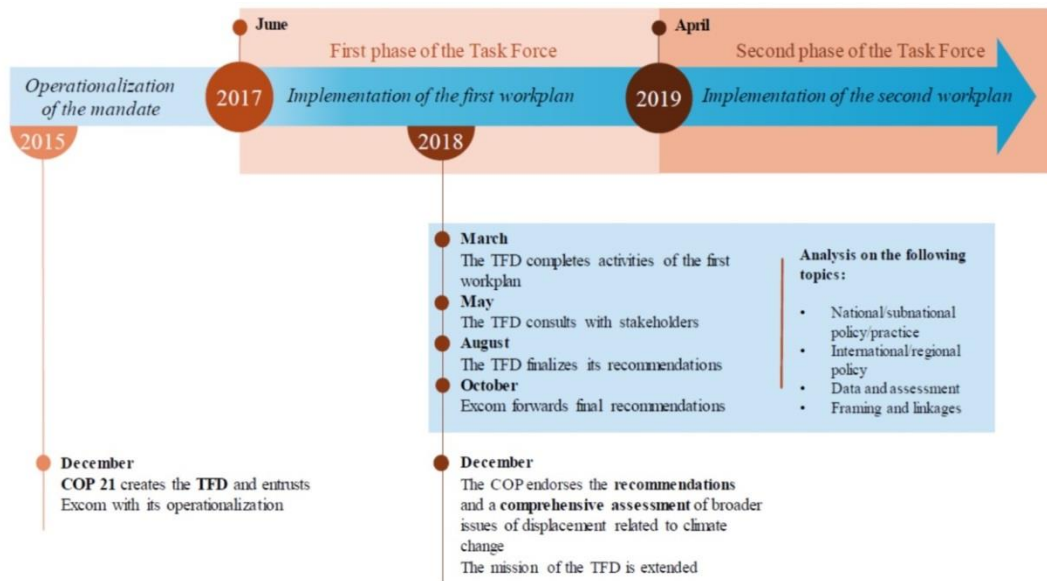 June
First phase of the Task Force
April
Second phase of the Task Force
Operationalization
of the mandate
2017
Implementation of the first workplan
2019
Implementation of the second workplan
2015
2018
March
The TFD completes activities of the first
workplan
May
The TFD consults with stakeholders
August
The TFD finalizes its recommendations
October
Excom forwards final recommendations
Analysis on the following
topics:
• National/subnational
policy/practice
• International/regional
policy
• Data and assessment
• Framing and linkages
December
COP 21 creates the TFD and entrusts
Excom with its operationalization
December
The COP endorses the recommendations
and a comprehensive assessment of broader
issues of displacement related to climate
change
The mission of the TFD is extended